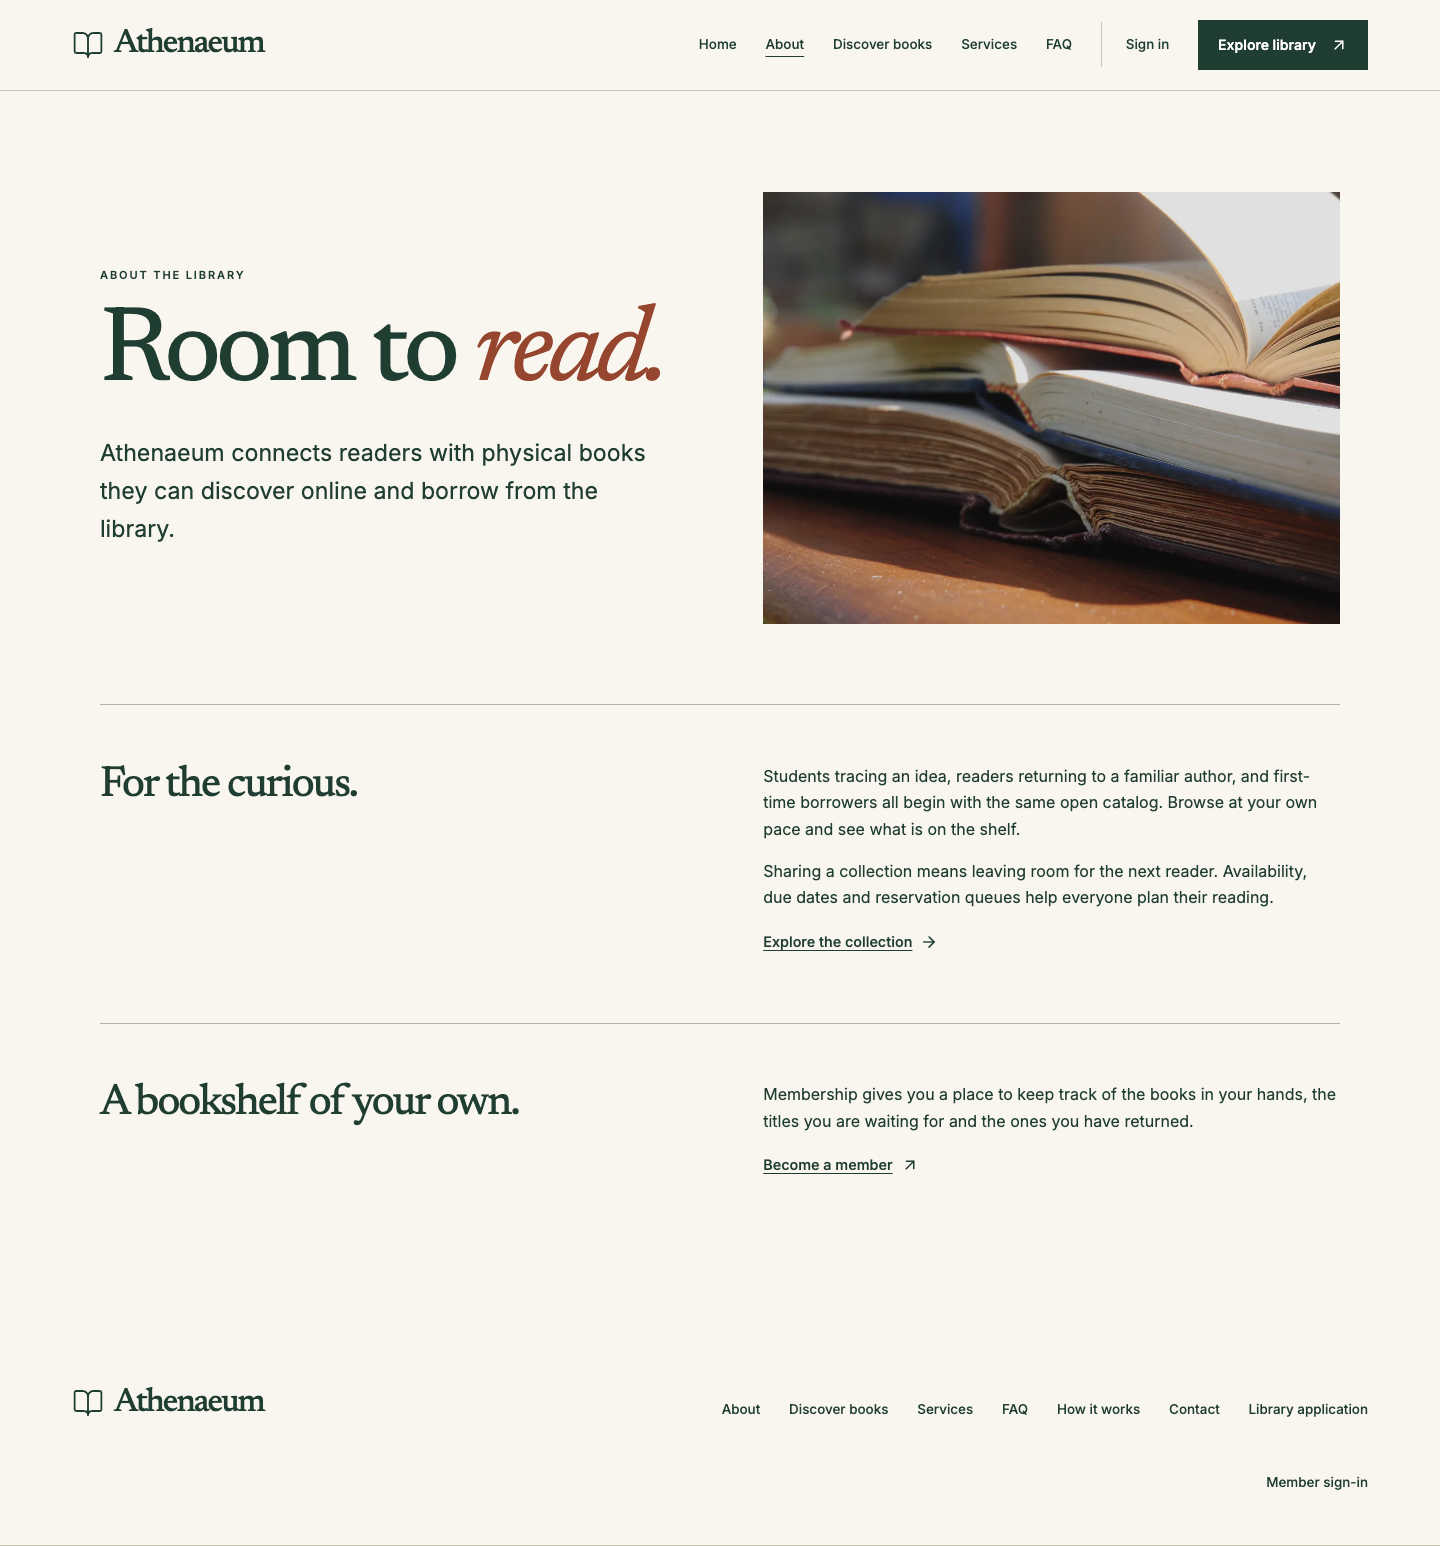 Athenaeum
Home About Discover books Services FAQ Sign in Explore library
ABOUT THE LIBRARY
Room to read.
Athenaeum connects readers with physical books
they can discover online and borrow from the
library.
For the curious.
Students tracing an idea, readers returning to a familiar author, and first-
time borrowers all begin with the same open catalog. Browse at your own
pace and see what is on the shelf.
Sharing a collection means leaving room for the next reader. Availability,
due dates and reservation queues help everyone plan their reading.
Explore the collection
A bookshelf of your own.
Membership gives you a place to keep track of the books in your hands, the
titles you are waiting for and the ones you have returned.
Become a member
Athenaeum
About Discover books Services FAQ How it works Contact Library application
Member sign-in